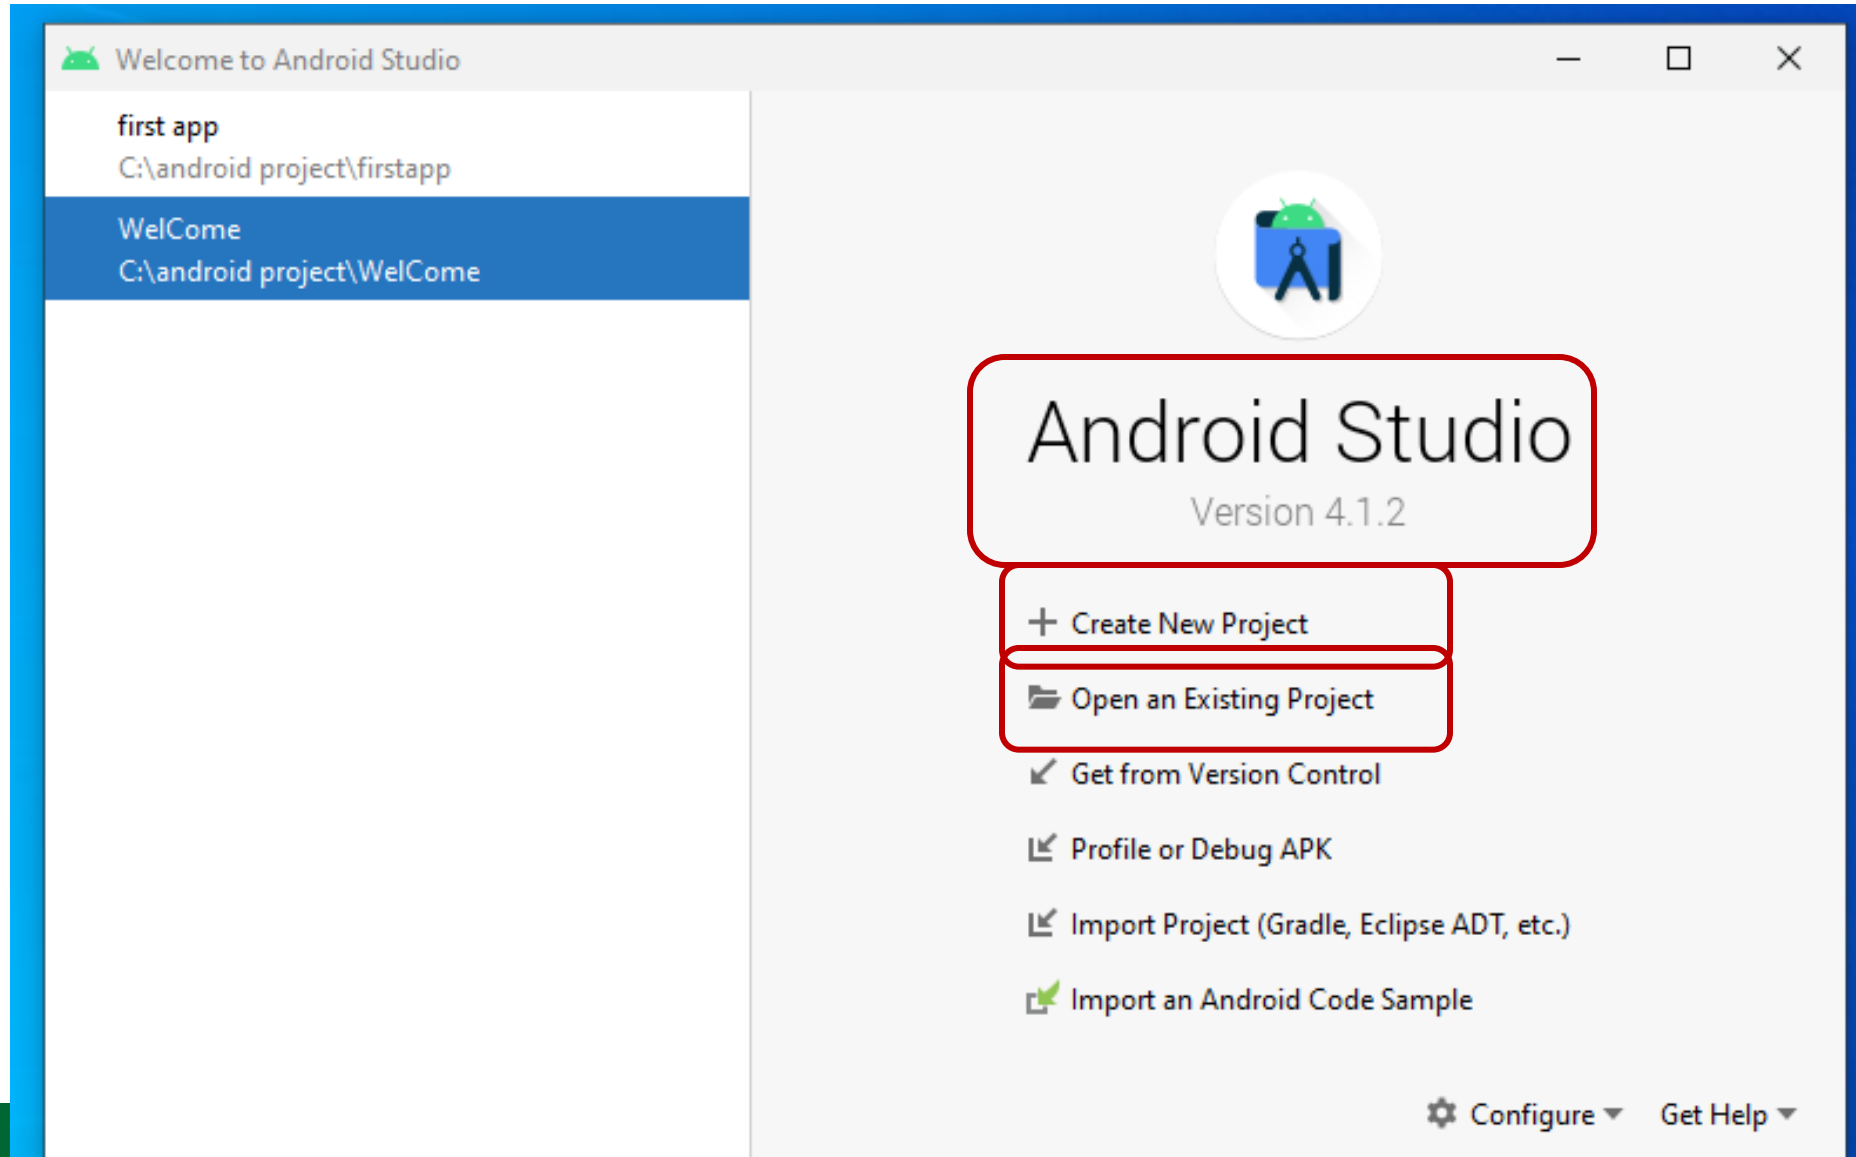 Welcome to Android Studio
first app
C:\android project\firstapp
WelCome
C:\android project\WelCome
Android Studio
Version 4.1.2
Create New Project
Open an Existing Project
Get from Version Control
Profile or Debug APK
Import Project (Gradle, Eclipse ADT, etc.)
Import an Android Code Sample
Configure Get Help